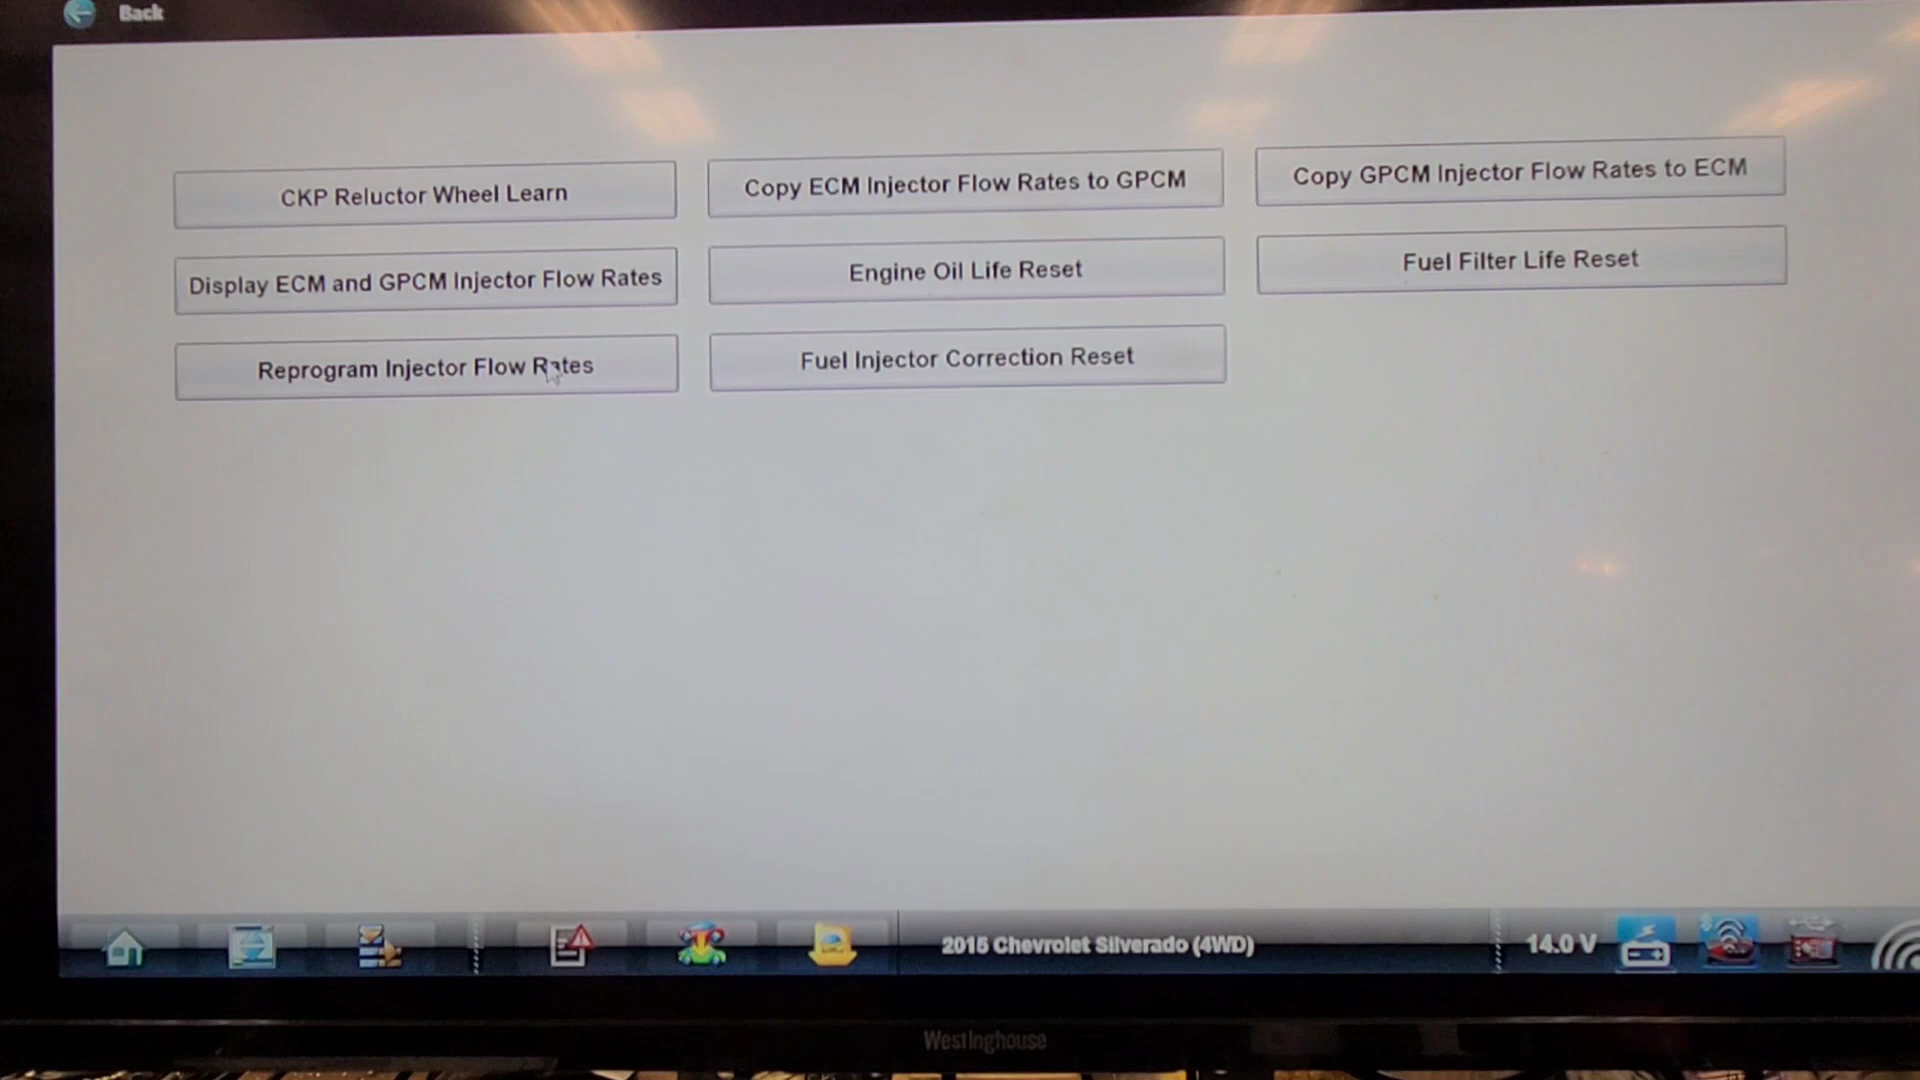 Back
CKP Reluctor Wheel Learn
Copy ECM Injector Flow Rates to GPCM
Copy GPCM Injector Flow Rates to ECM
Display ECM and GPCM Injector Flow Rates
Engine Oil Life Reset
Fuel Filter Life Reset
Reprogram Injector Flow Rates
Fuel Injector Correction Reset
2015 Chevrolet Silverado (4WD)
14.0 V
Westinghouse